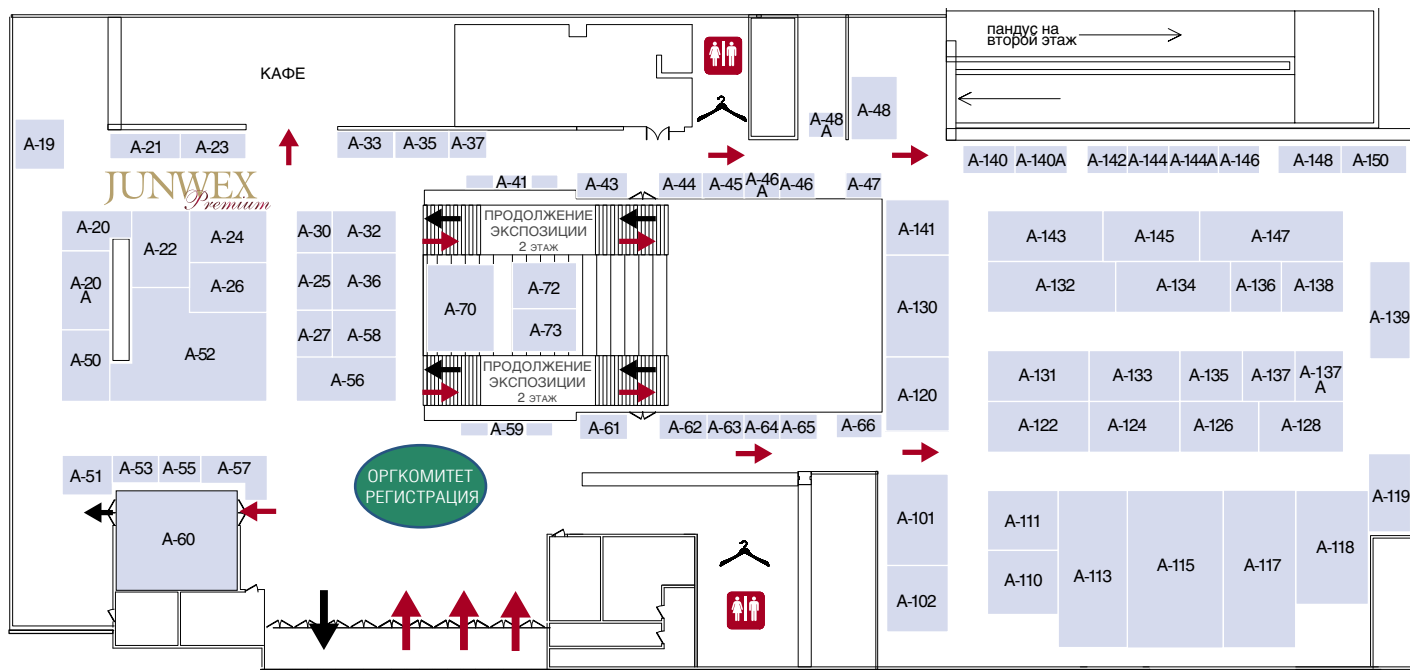 пандус на
второй этаж
КАФЕ
A-48
A-48
A
A-19
A-21
A-23
A-33
A-35
A-37
A-140
A-140A
A-142
A-144
A-144A
A-146
A-148
A-150
JUNWEX
Premium
A-41
A-43
A-44
A-45
A-46
A
A-46
A-47
A-20
A-22
A-24
A-30
A-32
ПРОДОЛЖЕНИЕ
ЭКСПОЗИЦИИ
2 ЭТАЖ
A-141
A-143
A-145
A-147
A-20
A
A-26
A-25
A-36
A-70
A-72
A-73
A-130
A-132
A-134
A-136
A-138
A-139
A-27
A-58
A-50
A-52
A-56
ПРОДОЛЖЕНИЕ
ЭКСПОЗИЦИИ
2 ЭТАЖ
A-120
A-131
A-133
A-135
A-137
A-137
A
A-59
A-61
A-62
A-63
A-64
A-65
A-66
A-122
A-124
A-126
A-128
A-51
A-53
A-55
A-57
ОРГКОМИТЕТ
РЕГИСТРАЦИЯ
A-101
A-119
A-60
A-111
A-110
A-113
A-115
A-117
A-118
A-102